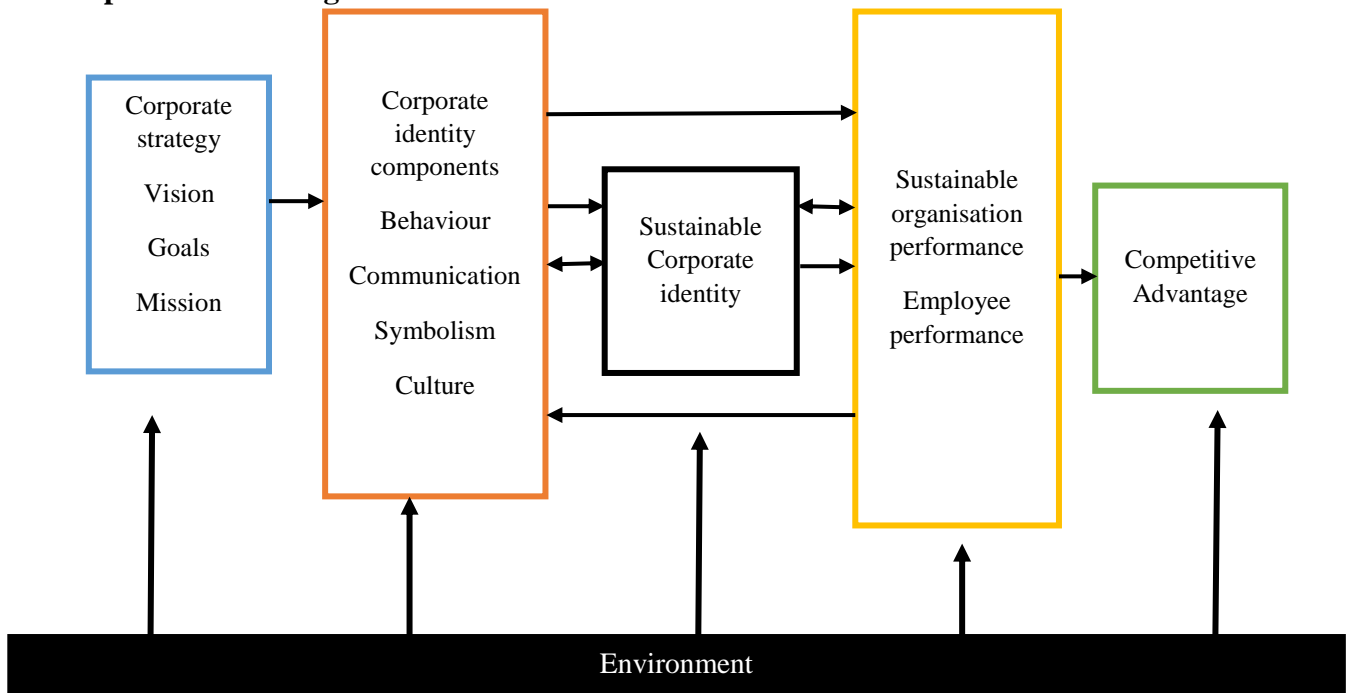 Corporate
strategy
Vision
Goals
Mission
Corporate
identity
components
Behaviour
Communication
Symbolism
Culture
Sustainable
Corporate
identity
Sustainable
organisation
performance
Employee
performance
Competitive
Advantage
Environment